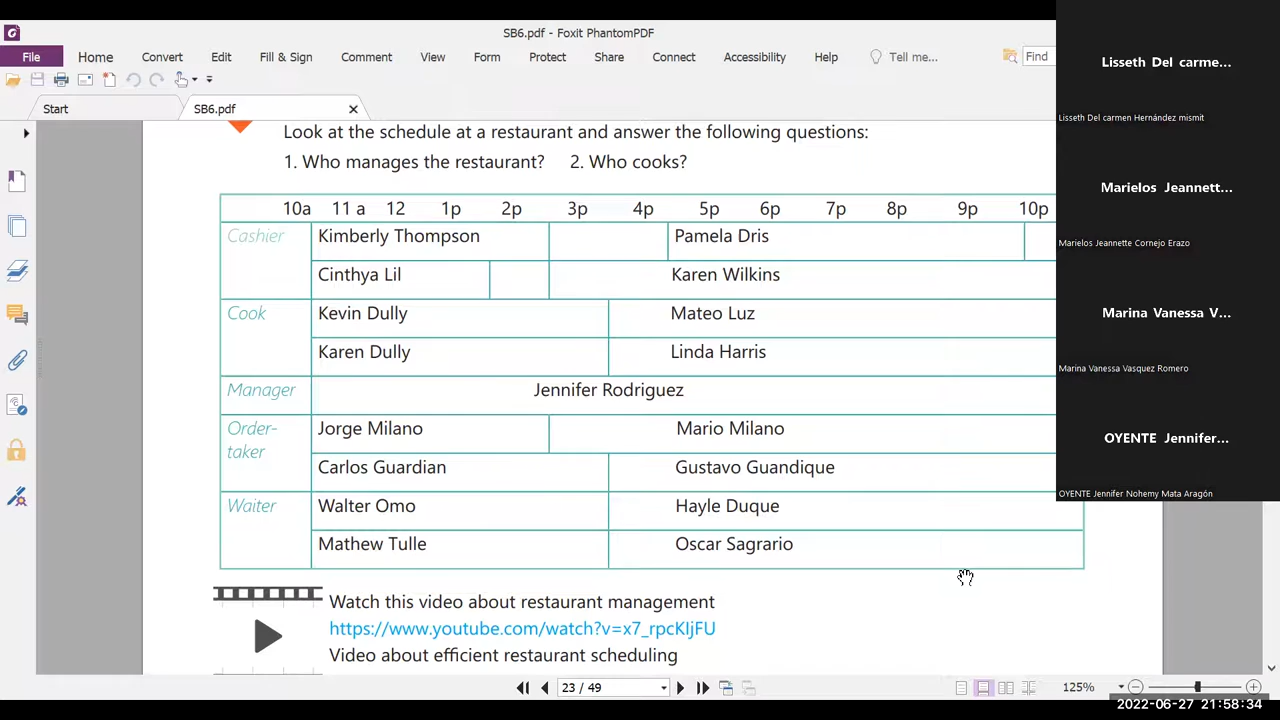 SB6.pdf - Foxit PhantomPDF
File Home Convert Edit Fill & Sign Comment View Form Protect Share Connect Accessibility Help Tell me... Find
Start SB6.pdf
Look at the schedule at a restaurant and answer the following questions:
1. Who manages the restaurant? 2. Who cooks?
10a 11 a 12 1p 2p 3p 4p 5p 6p 7p 8p 9p 10p
Cashier Kimberly Thompson Pamela Dris
Cinthya Lil Karen Wilkins
Cook Kevin Dully Mateo Luz
Karen Dully Linda Harris
Manager Jennifer Rodriguez
Order-
taker
Jorge Milano Mario Milano
Carlos Guardian Gustavo Guandique
Waiter Walter Omo Hayle Duque
Mathew Tulle Oscar Sagrario
Watch this video about restaurant management
https://www.youtube.com/watch?v=x7_rpcKIjFU
Video about efficient restaurant scheduling
23 / 49
125%
Lisseth Del carme...
Lisseth Del carmen Hernández mismit
Marielos Jeannett...
Marielos Jeannette Cornejo Erazo
Marina Vanessa V...
Marina Vanessa Vasquez Romero
OYENTE Jennifer...
OYENTE Jennifer Nohemy Mata Aragón
2022-06-27 21:58:34